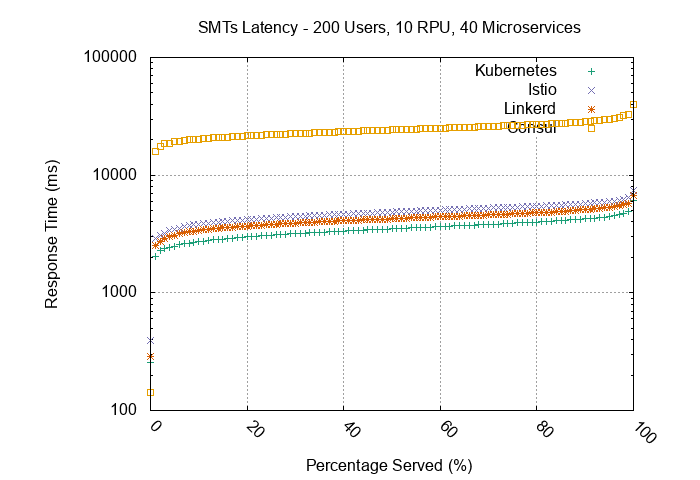 SMTs Latency - 200 Users, 10 RPU, 40 Microservices
100000
10000
1000
100
Response Time (ms)
Kubernetes
Istio
Linkerd
Consul
0
20
40
60
80
100
Percentage Served (%)